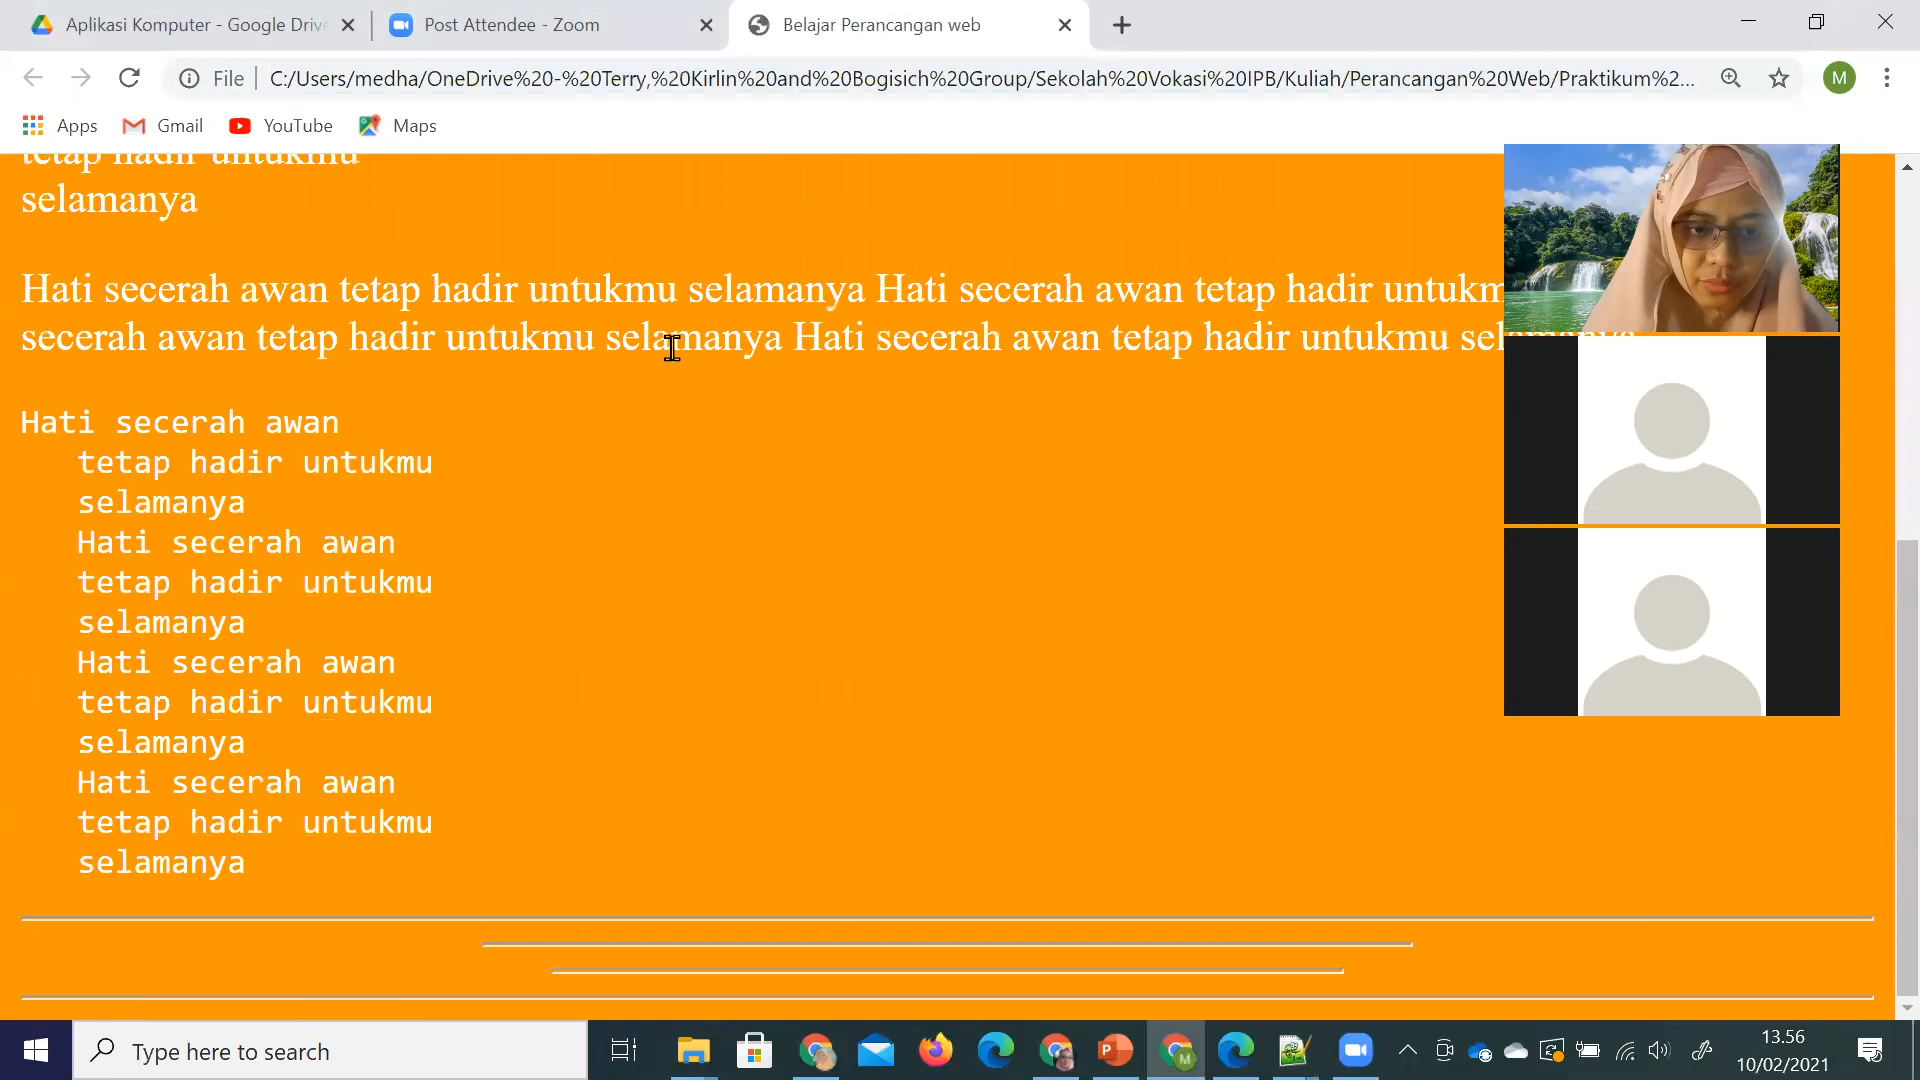 Aplikasi Komputer - Google Drive
Post Attendee - Zoom
Belajar Perancangan web
File
C:/Users/medha/OneDrive%20-%20Terry,%20Kirlin%20and%20Bogisich%20Group/Sekolah%20Vokasi%20IPB/Kuliah/Perancangan%20Web/Praktikum%2...
M
Apps
Gmail
YouTube
Maps
tetap hadir untukmu
selamanya
Hati secerah awan tetap hadir untukmu selamanya Hati secerah awan tetap hadir untukm
secerah awan tetap hadir untukmu selamanya Hati secerah awan tetap hadir untukmu selamanya
Hati secerah awan
tetap hadir untukmu
selamanya
Hati secerah awan
tetap hadir untukmu
selamanya
Hati secerah awan
tetap hadir untukmu
selamanya
Hati secerah awan
tetap hadir untukmu
selamanya
Type here to search
13.56
10/02/2021